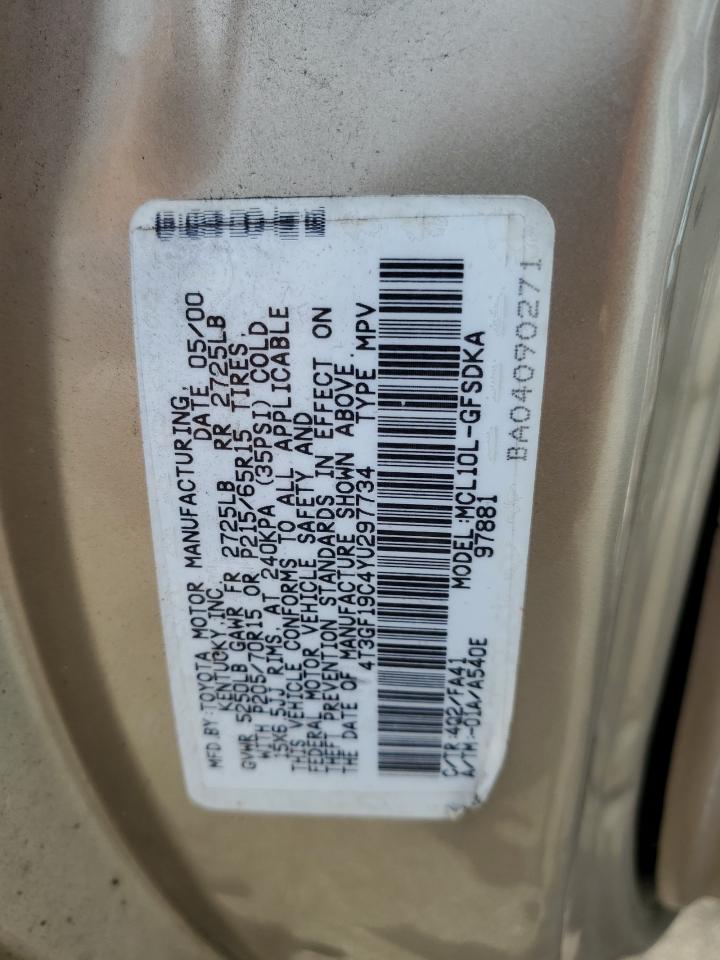 MFD.BY:TOYOTA MOTOR MANUFACTURING,
KENTUCKY,INC. DATE 05/00
GVWR 5250LB GAWR FR 2725LB RR 2725LB
WITH P205/70R15 OR P215/65R15 TIRES,
15X6.5JJ RIMS, AT 240KPA (35PSI) COLD
THIS VEHICLE CONFORMS TO ALL APPLICABLE
FEDERAL MOTOR VEHICLE SAFETY AND
THEFT PREVENTION STANDARDS IN EFFECT ON
THE DATE OF MANUFACTURE SHOWN ABOVE.
4T3GF19C4YU297734 TYPE MPV
C/TR:4Q2/FA41 MODEL:MCL10L-GFSDKA
A/TM:-01A/A540E 97881
BA04090271